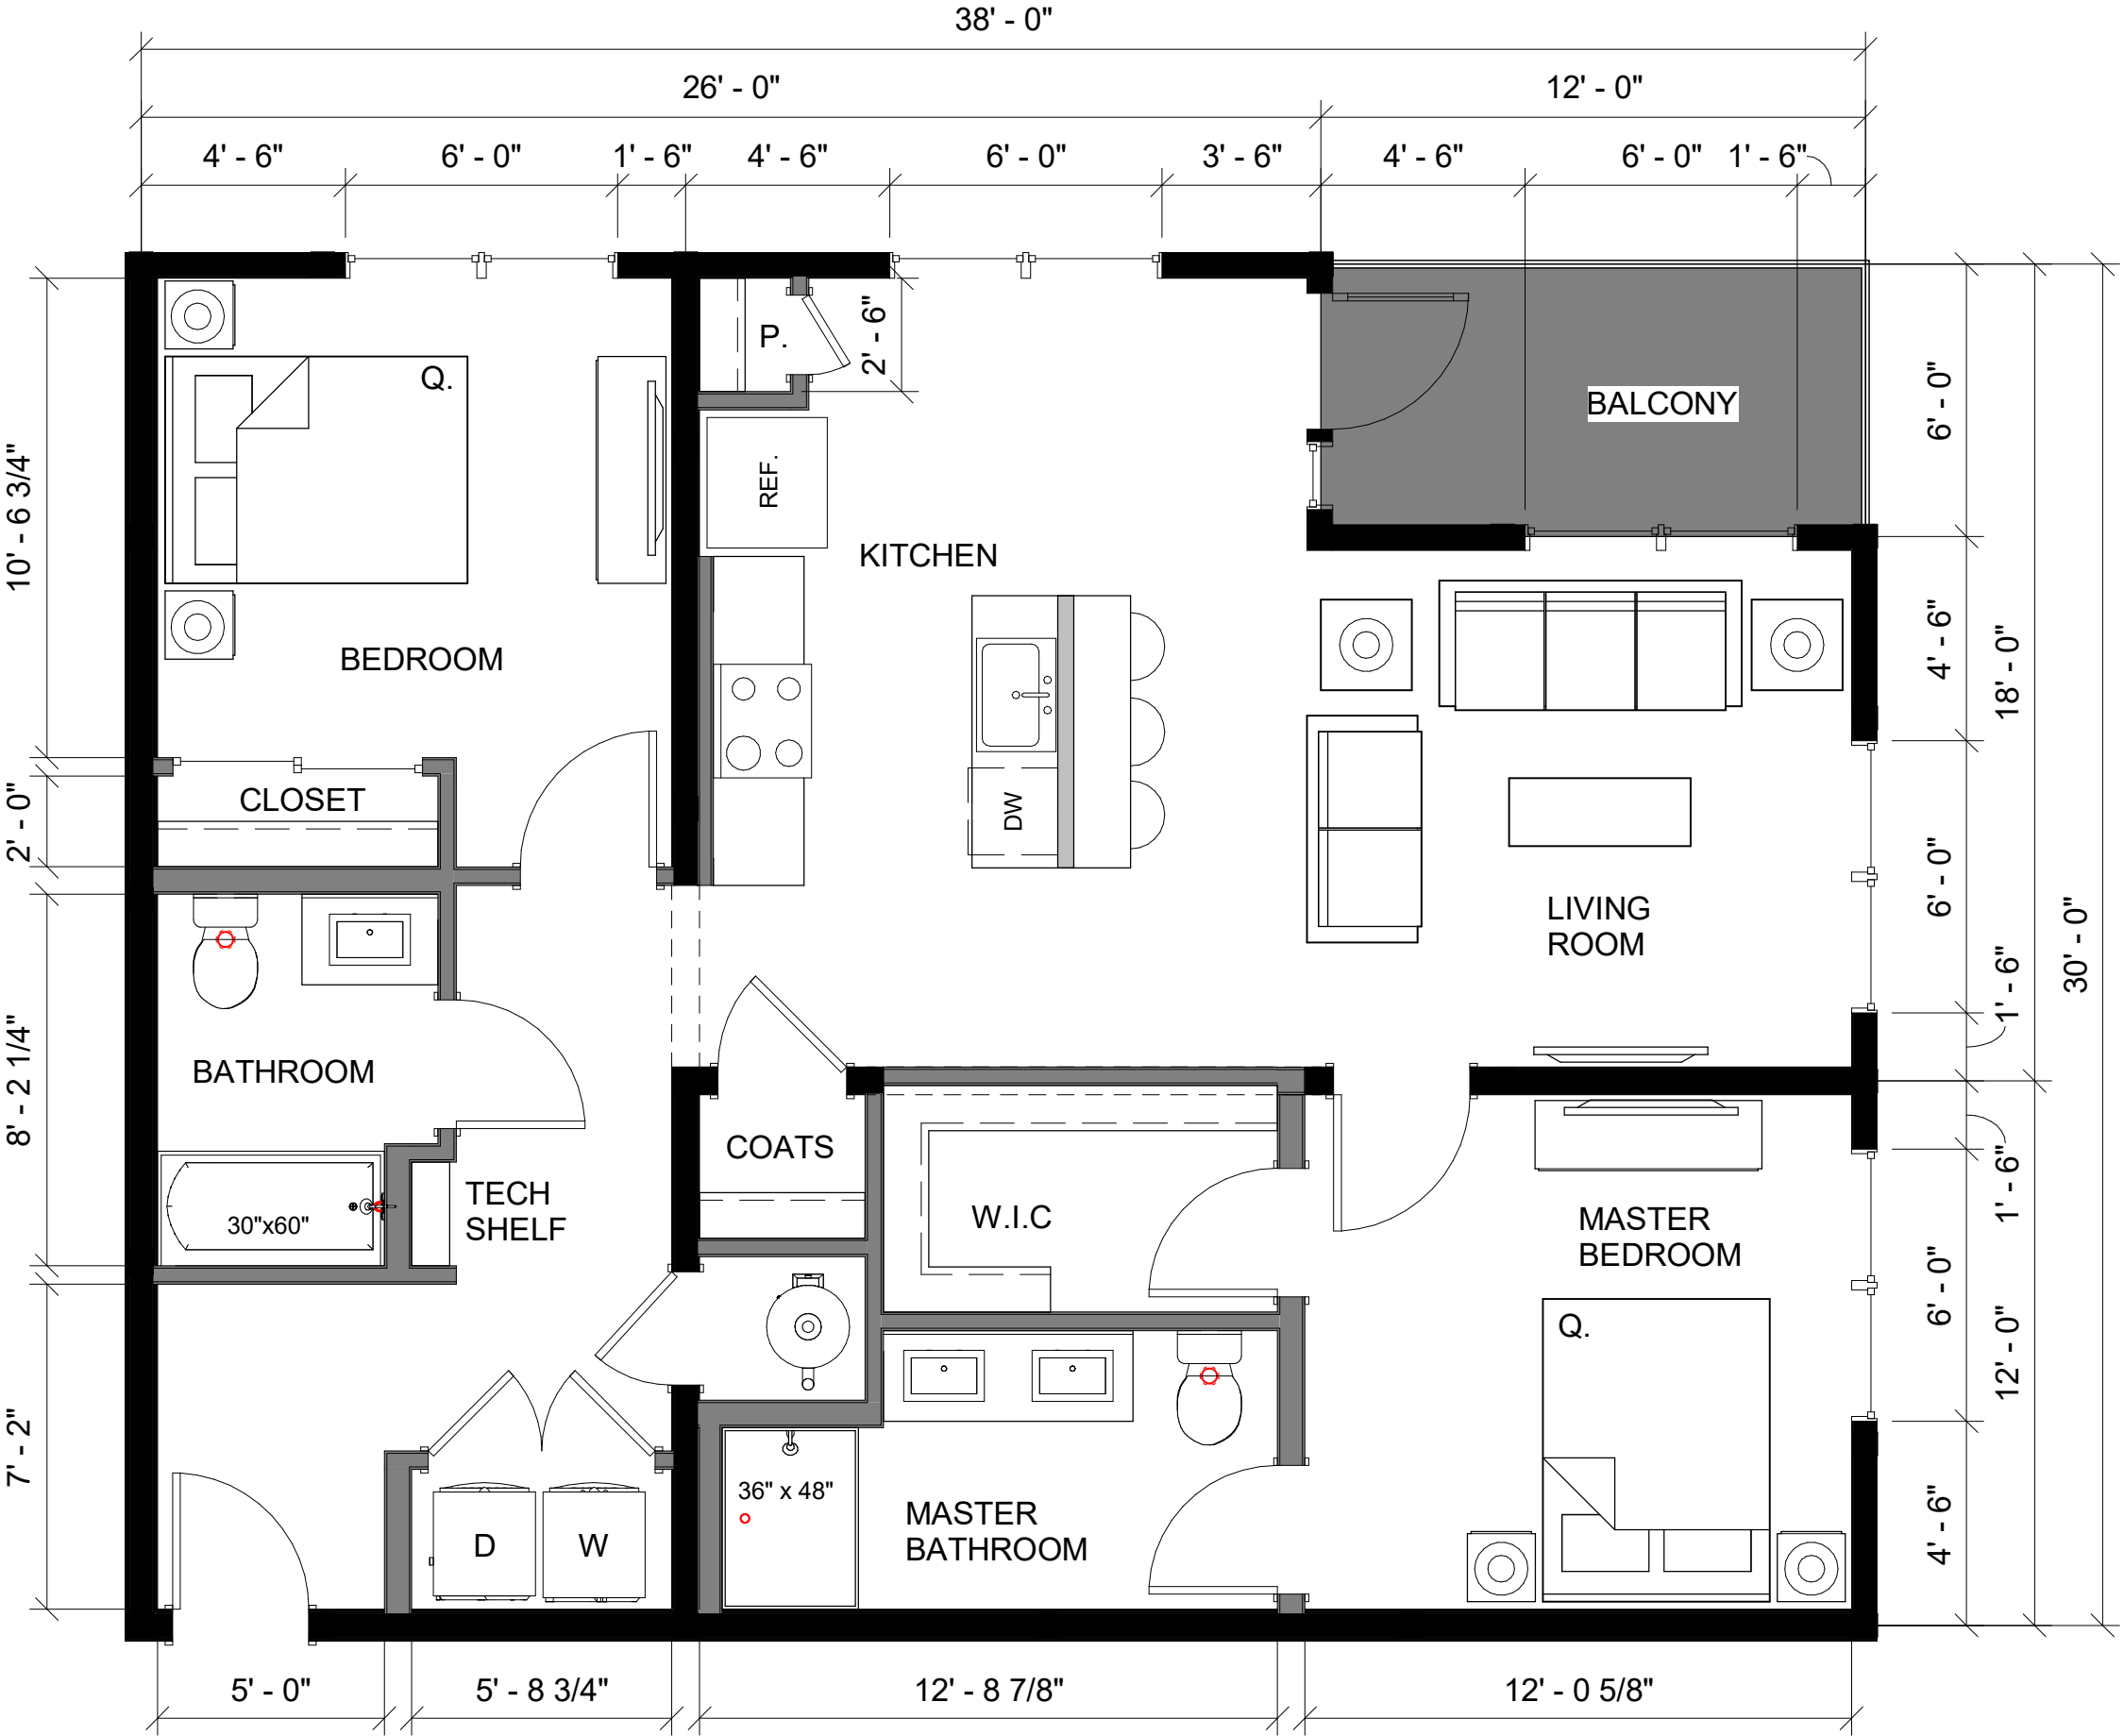 38' - 0"
26' - 0"
12' - 0"
4' - 6"
6' - 0"
1' - 6"
4' - 6"
6' - 0"
3' - 6"
4' - 6"
6' - 0"
1' - 6"
P.
2' - 6"
Q.
BALCONY
6' - 0"
10' - 6 3/4"
REF.
KITCHEN
BEDROOM
4' - 6"
18' - 0"
CLOSET
2' - 0"
DW
6' - 0"
LIVING
ROOM
30' - 0"
1' - 6"
8' - 2 1/4"
BATHROOM
COATS
TECH
SHELF
30"x60"
W.I.C
1' - 6"
MASTER
BEDROOM
6' - 0"
Q.
12' - 0"
7' - 2"
36" x 48"
D
W
MASTER
BATHROOM
4' - 6"
5' - 0"
5' - 8 3/4"
12' - 8 7/8"
12' - 0 5/8"